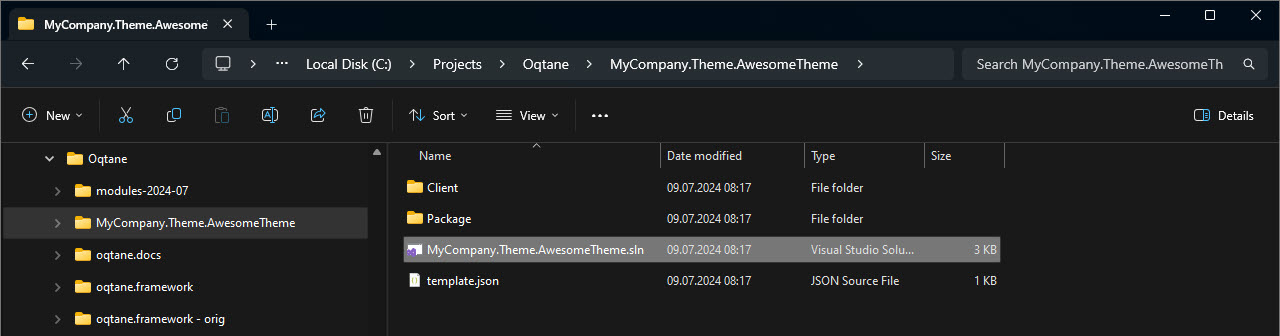 MyCompany.Theme.Awesome
Local Disk (C:) Projects Oqtane MyCompany.Theme.AwesomeTheme Search MyCompany.Theme.AwesomeTh
New Sort View Details
Oqtane
modules-2024-07
MyCompany.Theme.AwesomeTheme
oqtane.docs
oqtane.framework
oqtane.framework - orig
Name Date modified Type Size
Client 09.07.2024 08:17 File folder
Package 09.07.2024 08:17 File folder
MyCompany.Theme.AwesomeTheme.sln 09.07.2024 08:17 Visual Studio Solu... 3 KB
template.json 09.07.2024 08:17 JSON Source File 1 KB